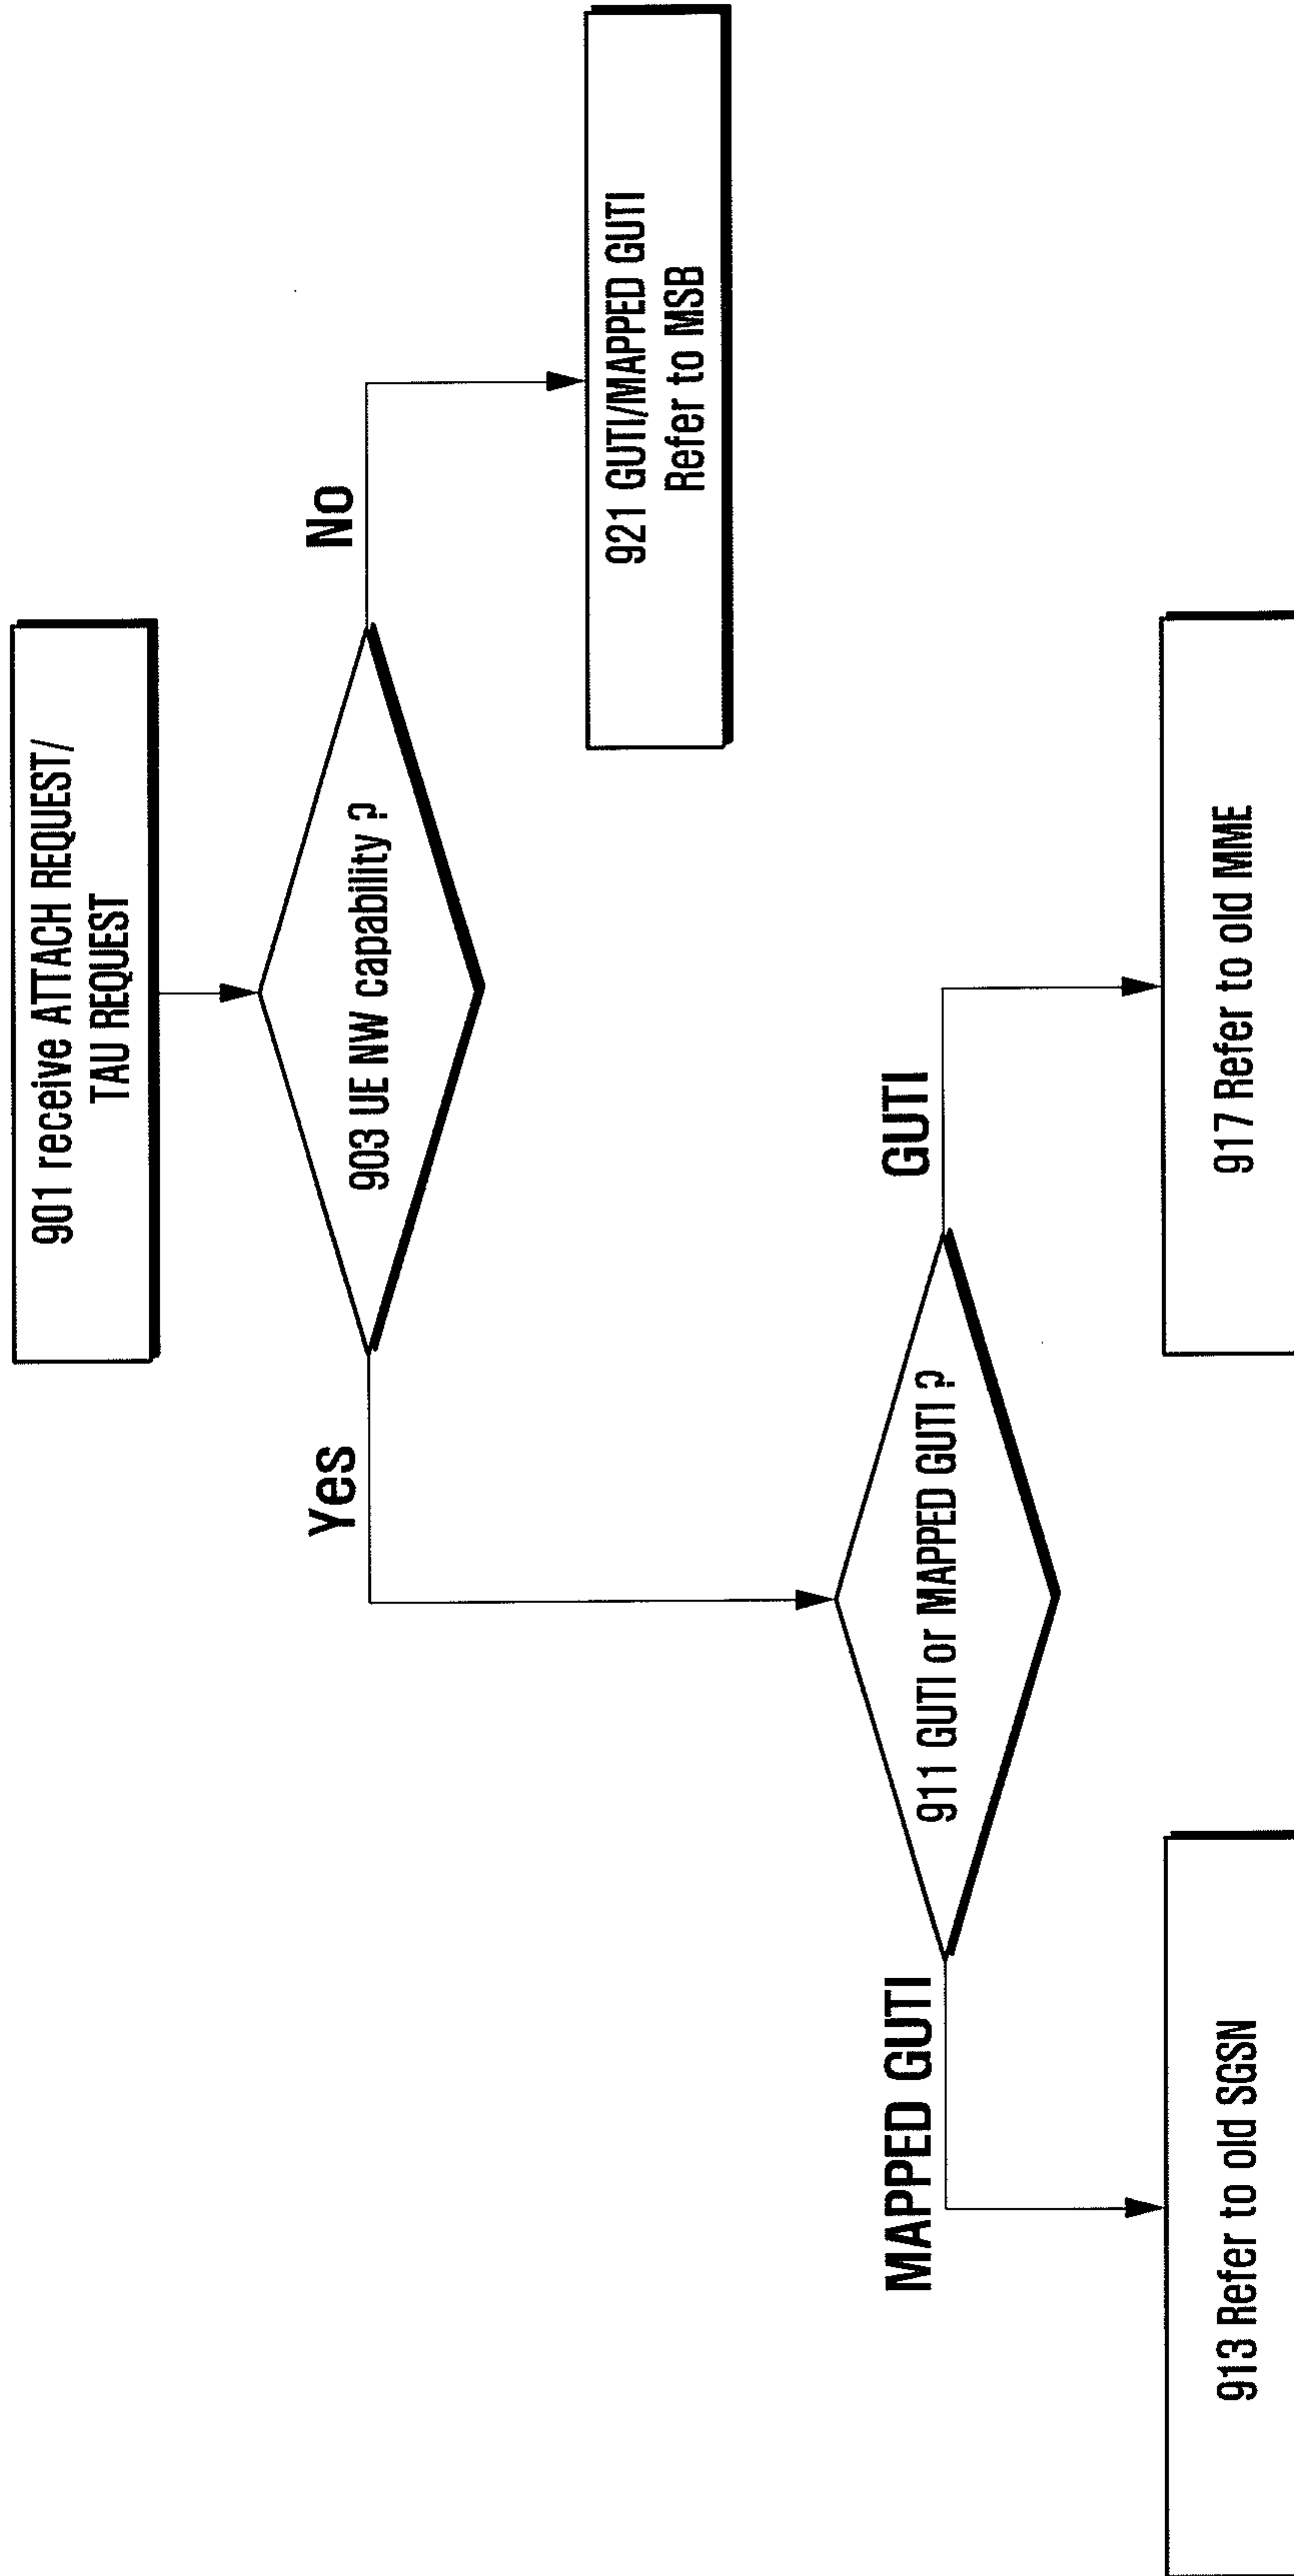 901 receive ATTACH REQUEST/
TAU REQUEST
903 UE NW capability ?
Yes
No
921 GUTI/MAPPED GUTI
Refer to MSB
911 GUTI or MAPPED GUTI ?
MAPPED GUTI
GUTI
913 Refer to old SGSN
917 Refer to old MME